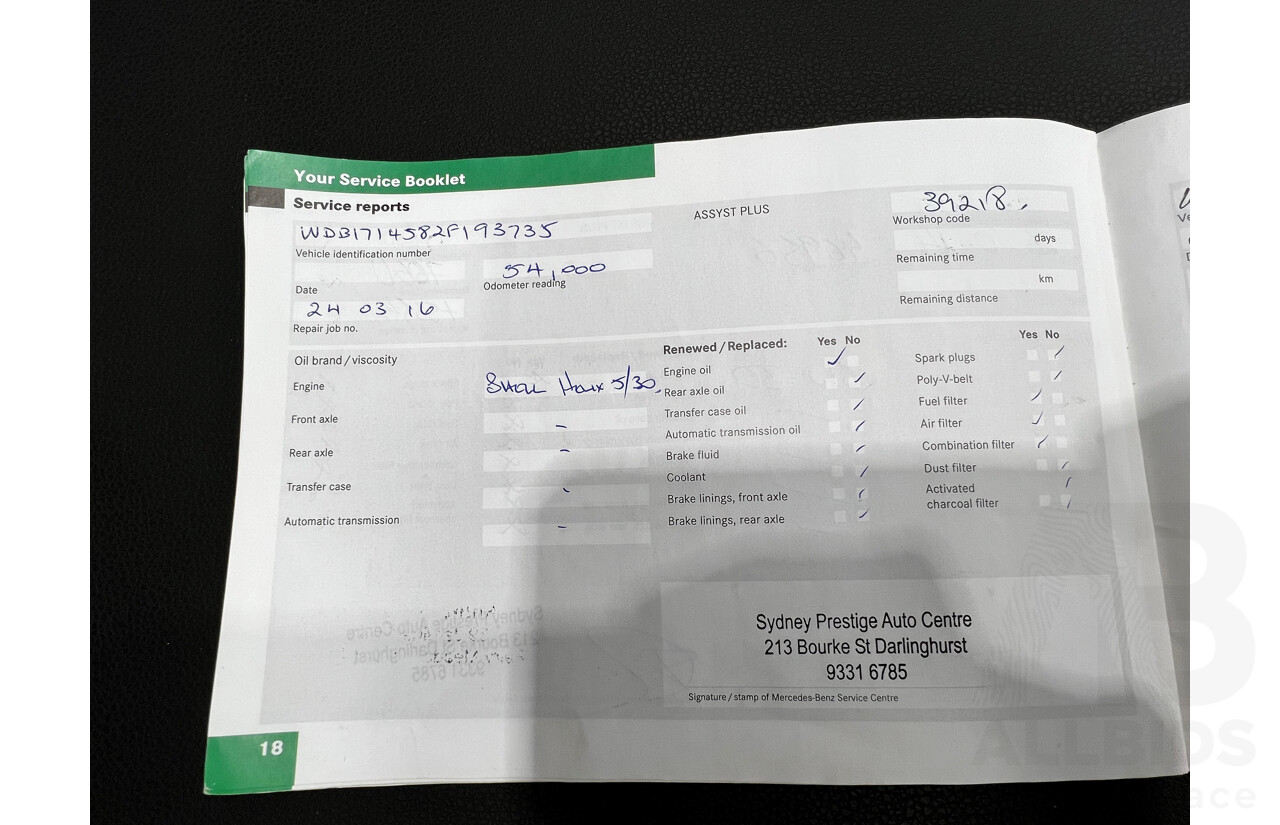 Your Service Booklet
Service reports
WDB1714582F193735
Vehicle identification number
54,000
Date
Odometer reading
24 03 16
Repair job no.
ASSYST PLUS
39218
Workshop code
days
Remaining time
km
Remaining distance
Oil brand / viscosity
Engine
Shell Helix 5/30
Front axle
-
Rear axle
-
Transfer case
-
Automatic transmission
-
Renewed / Replaced: Yes No
Engine oil
Rear axle oil
Transfer case oil
Automatic transmission oil
Brake fluid
Coolant
Brake linings, front axle
Brake linings, rear axle
Yes No
Spark plugs
Poly-V-belt
Fuel filter
Air filter
Combination filter
Dust filter
Activated
charcoal filter
Sydney Prestige Auto Centre
213 Bourke St Darlinghurst
9331 6785
Signature / stamp of Mercedes-Benz Service Centre
18
ALLBIDS